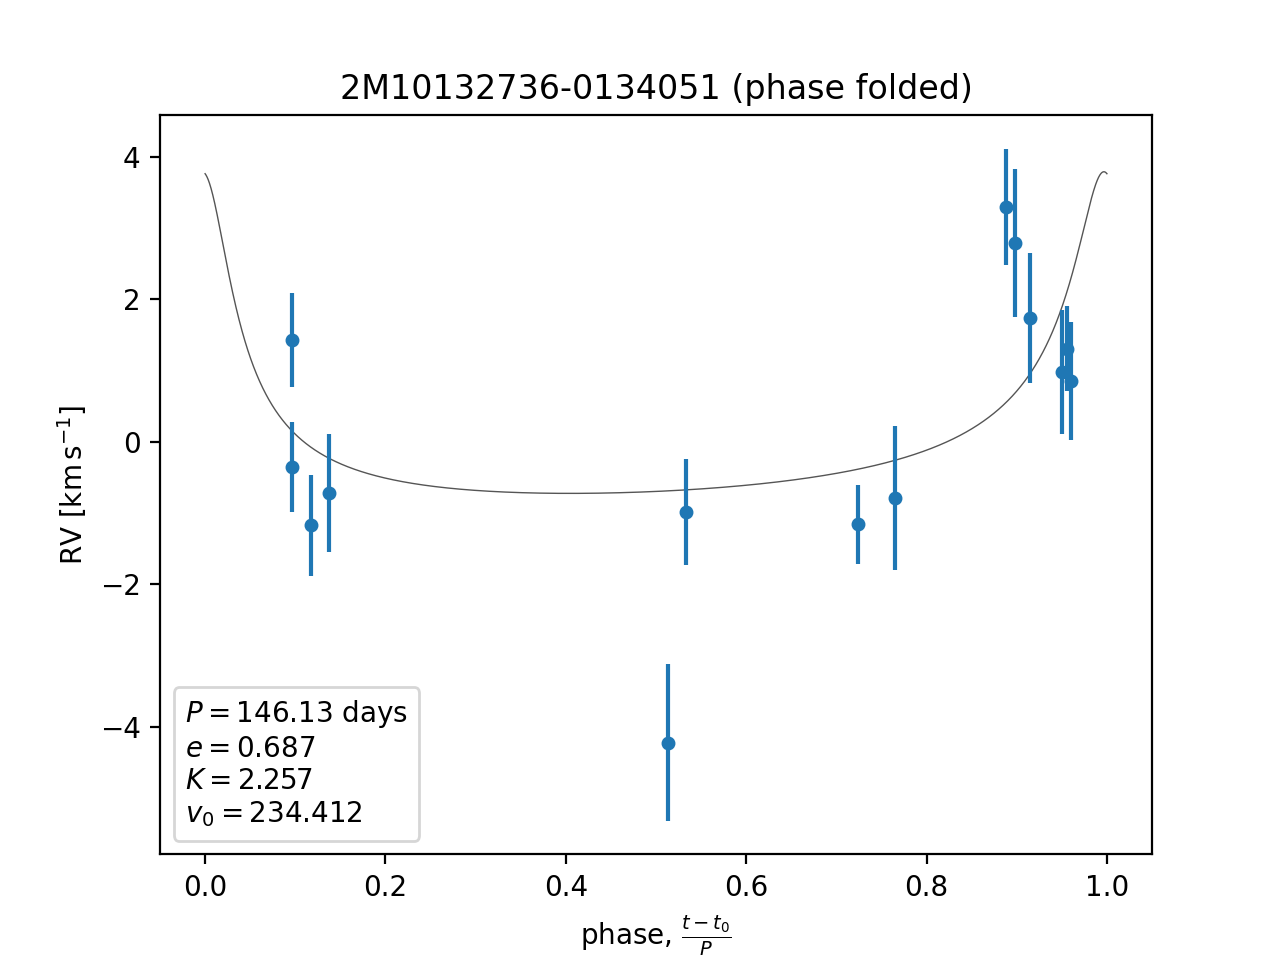 2M10132736-0134051 (phase folded)
4
2
0
−2
−4
RV [km s⁻¹]
P = 146.13 days
e = 0.687
K = 2.257
v₀ = 234.412
0.0 0.2 0.4 0.6 0.8 1.0
phase, (t − t₀)/P